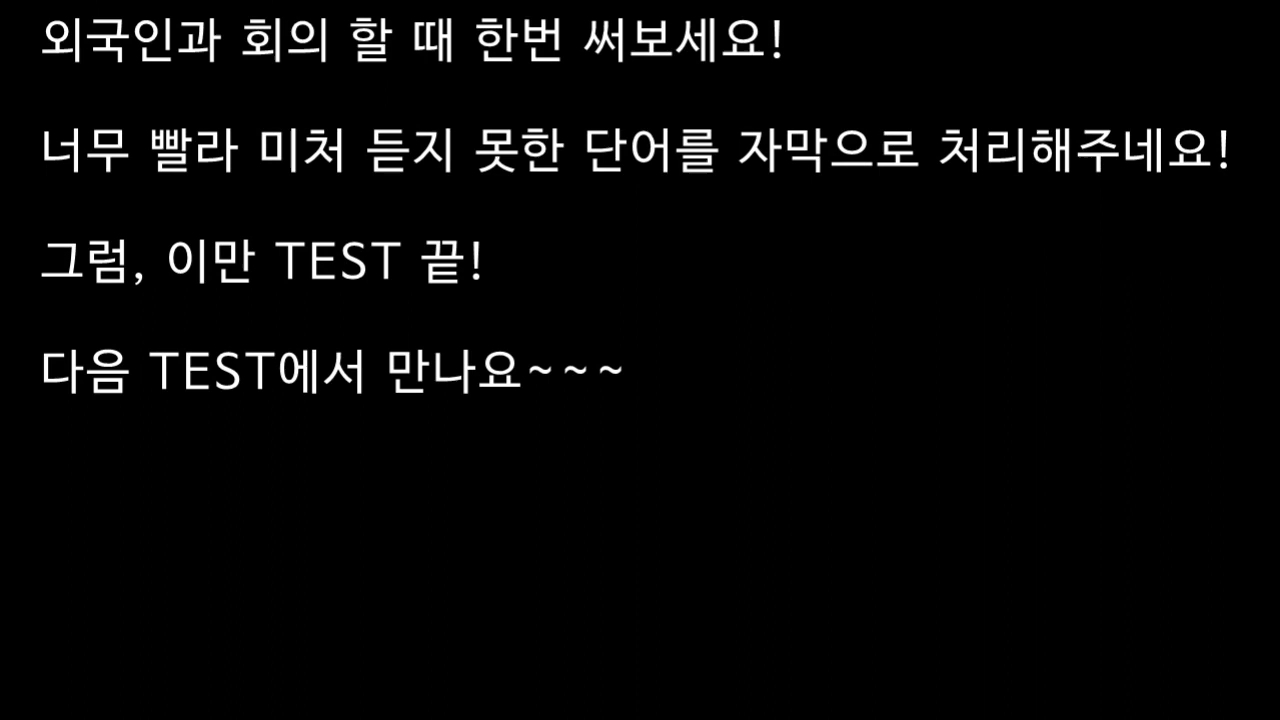 외국인과 회의 할 때 한번 써보세요!
너무 빨라 미처 듣지 못한 단어를 자막으로 처리해주네요!
그럼, 이만 TEST 끝!
다음 TEST에서 만나요~~~